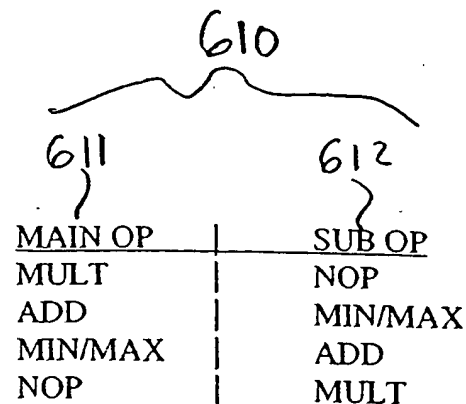 610
611 612
MAIN OP | SUB OP
MULT | NOP
ADD | MIN/MAX
MIN/MAX | ADD
NOP | MULT